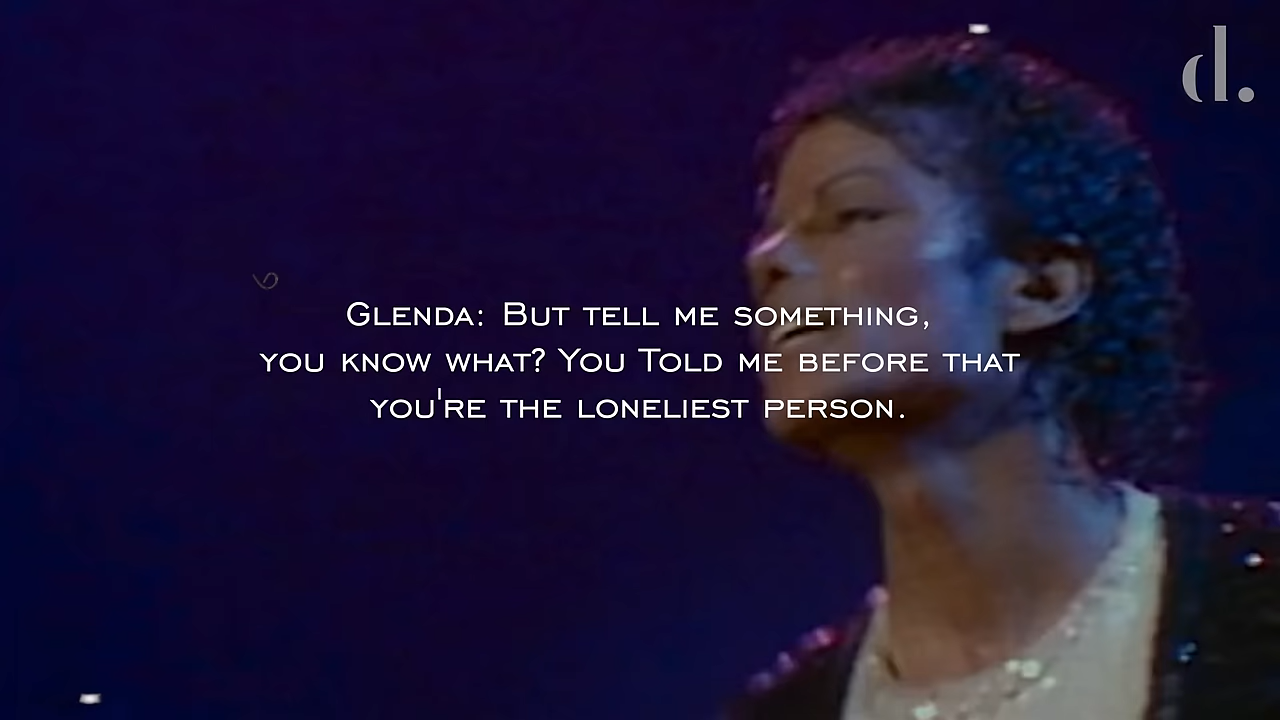 d.
Glenda: But tell me something,
you know what? You Told me before that
you're the loneliest person.